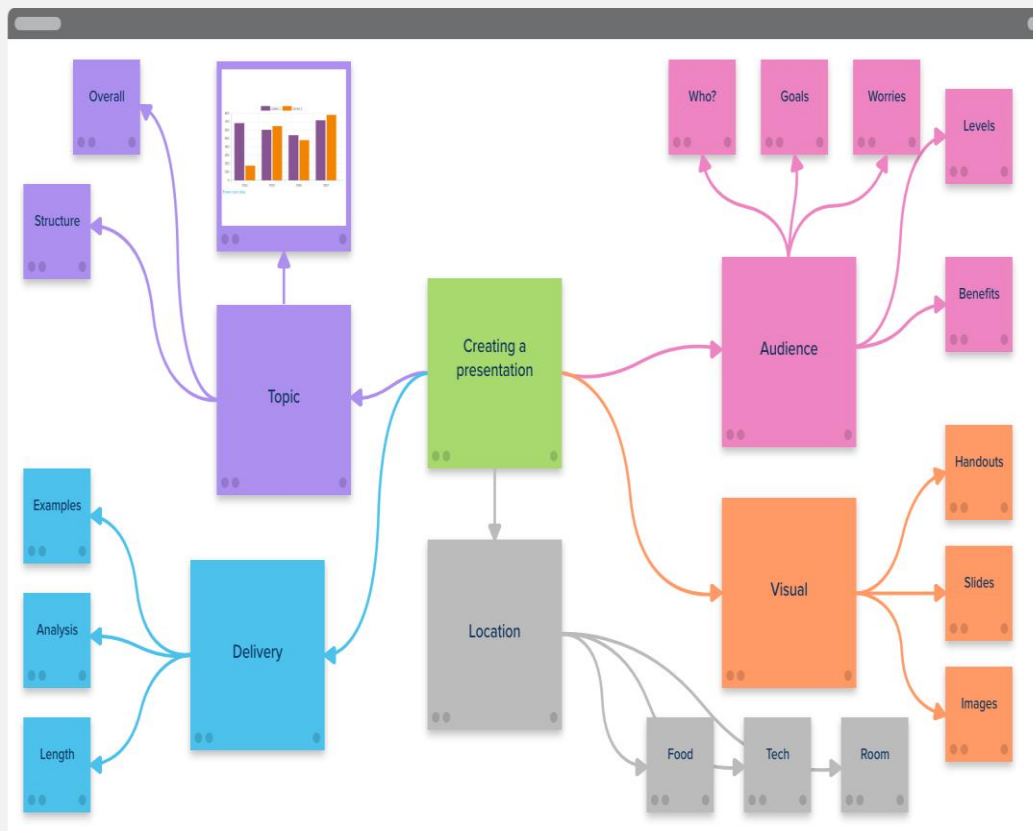 Overall
Structure
Topic
Creating a
presentation
Who?
Goals
Worries
Levels
Benefits
Audience
Examples
Analysis
Length
Delivery
Location
Food
Tech
Room
Visual
Handouts
Slides
Images